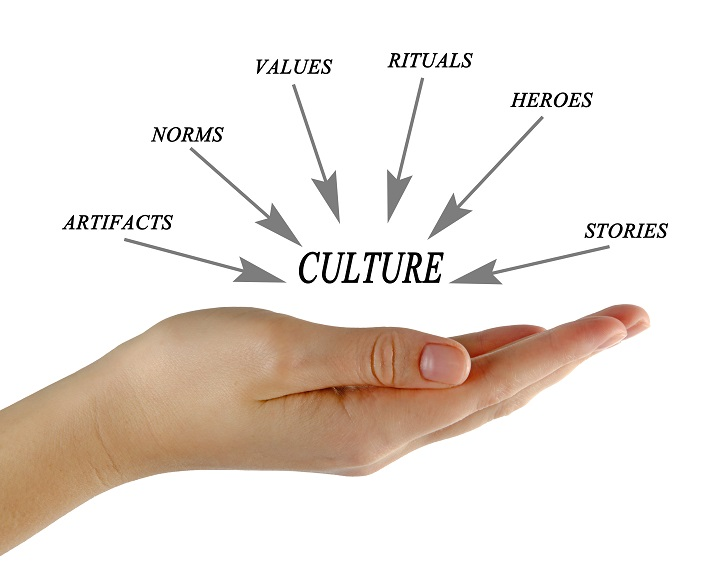 RITUALS
VALUES
HEROES
NORMS
ARTIFACTS
STORIES
CULTURE